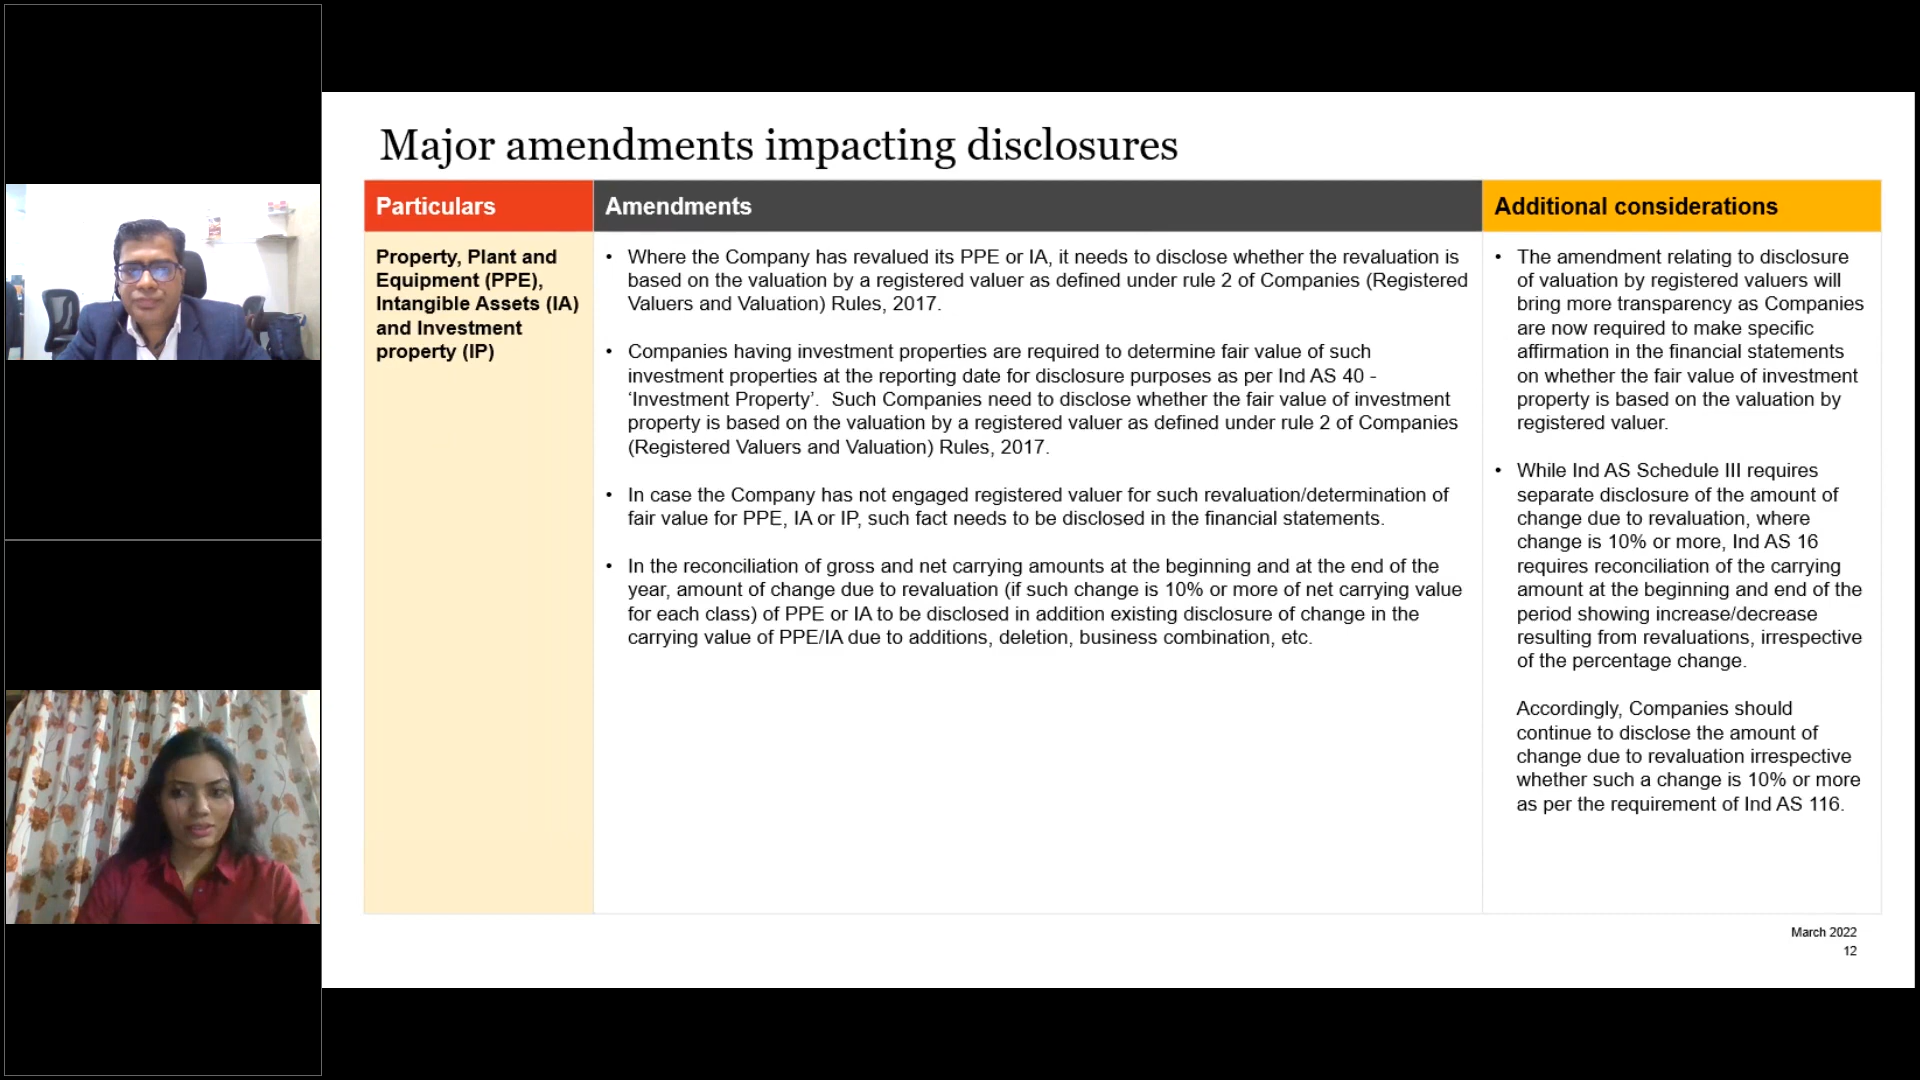 Major amendments impacting disclosures
Particulars
Amendments
Additional considerations
Property, Plant and
Equipment (PPE),
Intangible Assets (IA)
and Investment
property (IP)
• Where the Company has revalued its PPE or IA, it needs to disclose whether the revaluation is
based on the valuation by a registered valuer as defined under rule 2 of Companies (Registered
Valuers and Valuation) Rules, 2017.
• Companies having investment properties are required to determine fair value of such
investment properties at the reporting date for disclosure purposes as per Ind AS 40 -
‘Investment Property’.  Such Companies need to disclose whether the fair value of investment
property is based on the valuation by a registered valuer as defined under rule 2 of Companies
(Registered Valuers and Valuation) Rules, 2017.
• In case the Company has not engaged registered valuer for such revaluation/determination of
fair value for PPE, IA or IP, such fact needs to be disclosed in the financial statements.
• In the reconciliation of gross and net carrying amounts at the beginning and at the end of the
year, amount of change due to revaluation (if such change is 10% or more of net carrying value
for each class) of PPE or IA to be disclosed in addition existing disclosure of change in the
carrying value of PPE/IA due to additions, deletion, business combination, etc.
• The amendment relating to disclosure
of valuation by registered valuers will
bring more transparency as Companies
are now required to make specific
affirmation in the financial statements
on whether the fair value of investment
property is based on the valuation by
registered valuer.
• While Ind AS Schedule III requires
separate disclosure of the amount of
change due to revaluation, where
change is 10% or more, Ind AS 16
requires reconciliation of the carrying
amount at the beginning and end of the
period showing increase/decrease
resulting from revaluations, irrespective
of the percentage change.
Accordingly, Companies should
continue to disclose the amount of
change due to revaluation irrespective
whether such a change is 10% or more
as per the requirement of Ind AS 116.
March 2022
12